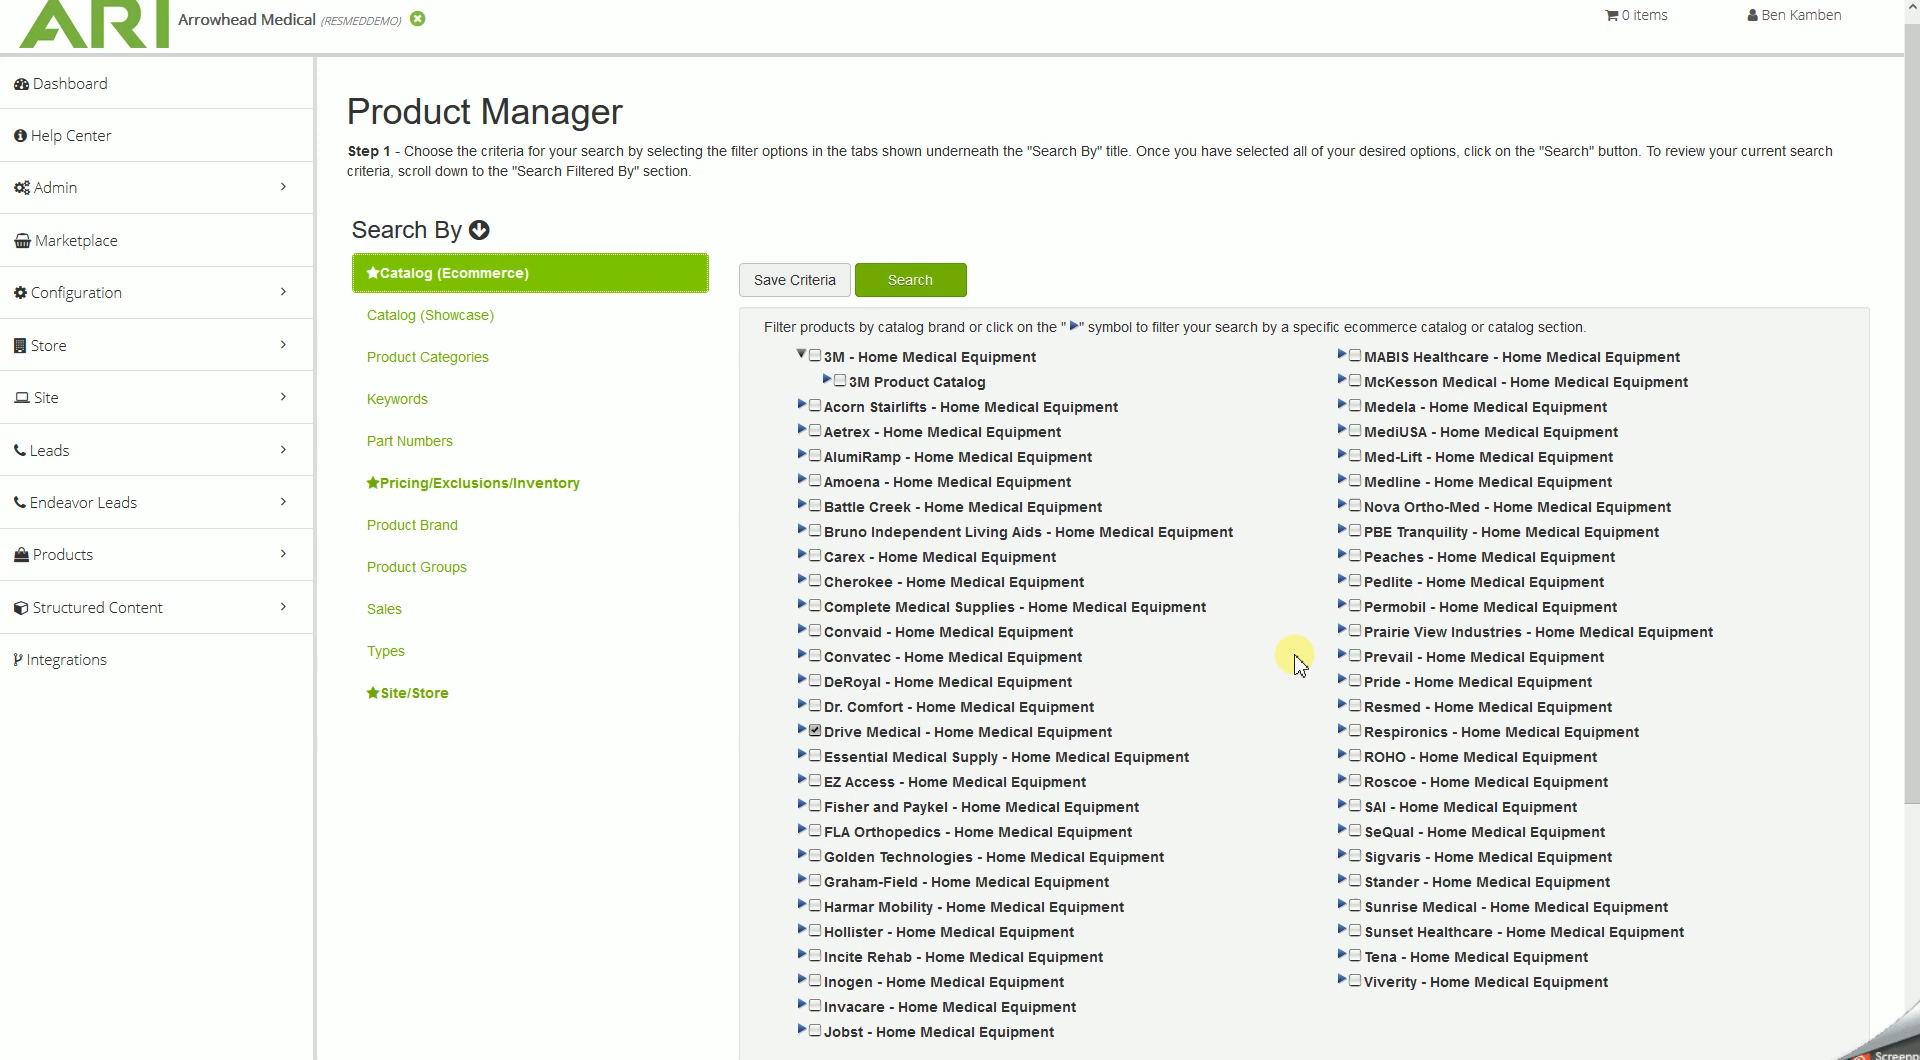 ARI Arrowhead Medical (RESMEDDEMO)
0 items
Ben Kamben
Dashboard
Help Center
Admin
Marketplace
Configuration
Store
Site
Leads
Endeavor Leads
Products
Structured Content
Integrations
Product Manager
Step 1 - Choose the criteria for your search by selecting the filter options in the tabs shown underneath the "Search By" title. Once you have selected all of your desired options, click on the "Search" button. To review your current search
criteria, scroll down to the "Search Filtered By" section.
Search By
Catalog (Ecommerce)
Catalog (Showcase)
Product Categories
Keywords
Part Numbers
Pricing/Exclusions/Inventory
Product Brand
Product Groups
Sales
Types
Site/Store
Save Criteria
Search
Filter products by catalog brand or click on the " " symbol to filter your search by a specific ecommerce catalog or catalog section.
3M - Home Medical Equipment
3M Product Catalog
Acorn Stairlifts - Home Medical Equipment
Aetrex - Home Medical Equipment
AlumiRamp - Home Medical Equipment
Amoena - Home Medical Equipment
Battle Creek - Home Medical Equipment
Bruno Independent Living Aids - Home Medical Equipment
Carex - Home Medical Equipment
Cherokee - Home Medical Equipment
Complete Medical Supplies - Home Medical Equipment
Convaid - Home Medical Equipment
Convatec - Home Medical Equipment
DeRoyal - Home Medical Equipment
Dr. Comfort - Home Medical Equipment
Drive Medical - Home Medical Equipment
Essential Medical Supply - Home Medical Equipment
EZ Access - Home Medical Equipment
Fisher and Paykel - Home Medical Equipment
FLA Orthopedics - Home Medical Equipment
Golden Technologies - Home Medical Equipment
Graham-Field - Home Medical Equipment
Harmar Mobility - Home Medical Equipment
Hollister - Home Medical Equipment
Incite Rehab - Home Medical Equipment
Inogen - Home Medical Equipment
Invacare - Home Medical Equipment
Jobst - Home Medical Equipment
MABIS Healthcare - Home Medical Equipment
McKesson Medical - Home Medical Equipment
Medela - Home Medical Equipment
MediUSA - Home Medical Equipment
Med-Lift - Home Medical Equipment
Medline - Home Medical Equipment
Nova Ortho-Med - Home Medical Equipment
PBE Tranquility - Home Medical Equipment
Peaches - Home Medical Equipment
Pedlite - Home Medical Equipment
Permobil - Home Medical Equipment
Prairie View Industries - Home Medical Equipment
Prevail - Home Medical Equipment
Pride - Home Medical Equipment
Resmed - Home Medical Equipment
Respironics - Home Medical Equipment
ROHO - Home Medical Equipment
Roscoe - Home Medical Equipment
SAI - Home Medical Equipment
SeQual - Home Medical Equipment
Sigvaris - Home Medical Equipment
Stander - Home Medical Equipment
Sunrise Medical - Home Medical Equipment
Sunset Healthcare - Home Medical Equipment
Tena - Home Medical Equipment
Viverity - Home Medical Equipment